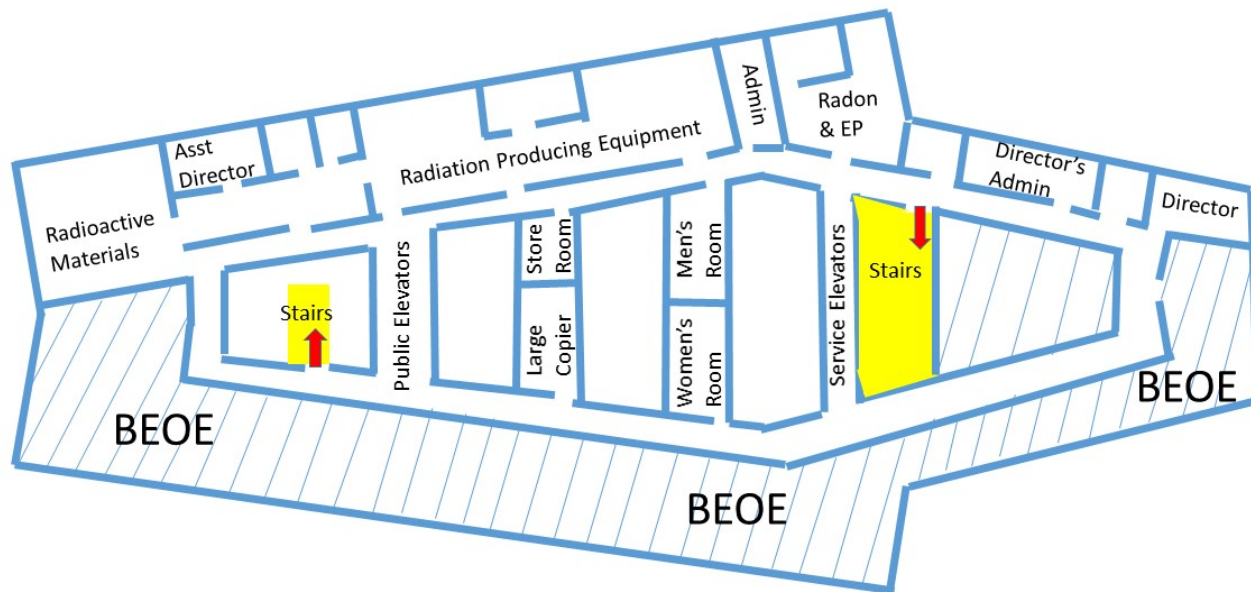 Asst
Director
Radioactive
Materials
Radiation Producing Equipment
Admin
Radon
& EP
Director's
Admin
Director
Stairs
Public Elevators
Store
Room
Large
Copier
Men's
Room
Women's
Room
Service Elevators
Stairs
BEOE
BEOE
BEOE